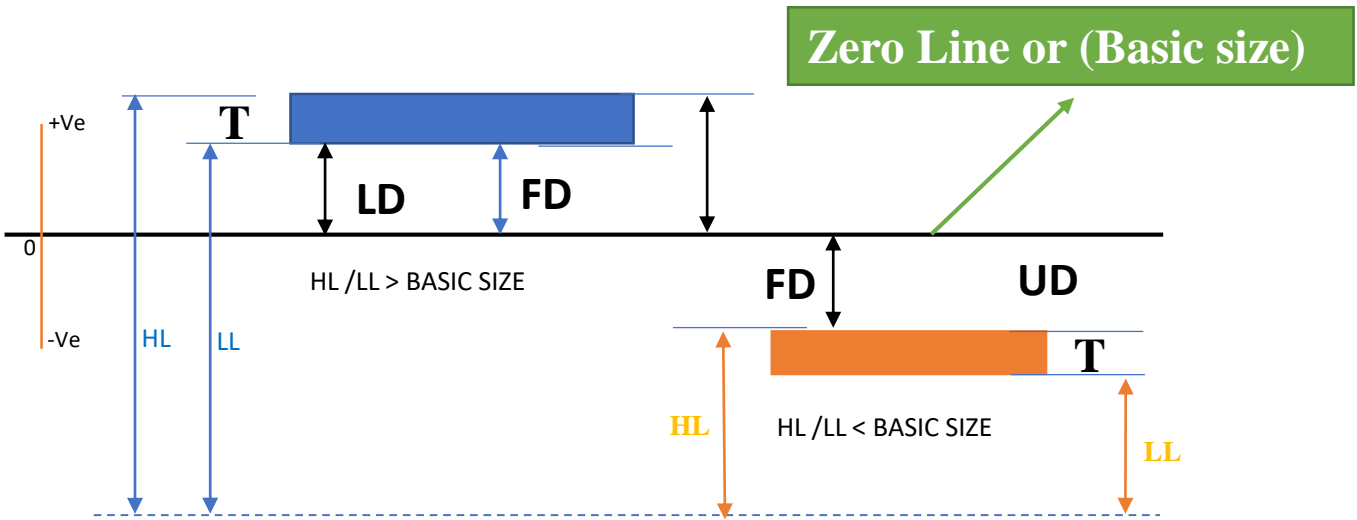 Zero Line or (Basic size)
+Ve
T
LD
FD
0
HL /LL > BASIC SIZE
FD
UD
-Ve
HL
LL
T
HL
HL /LL < BASIC SIZE
LL